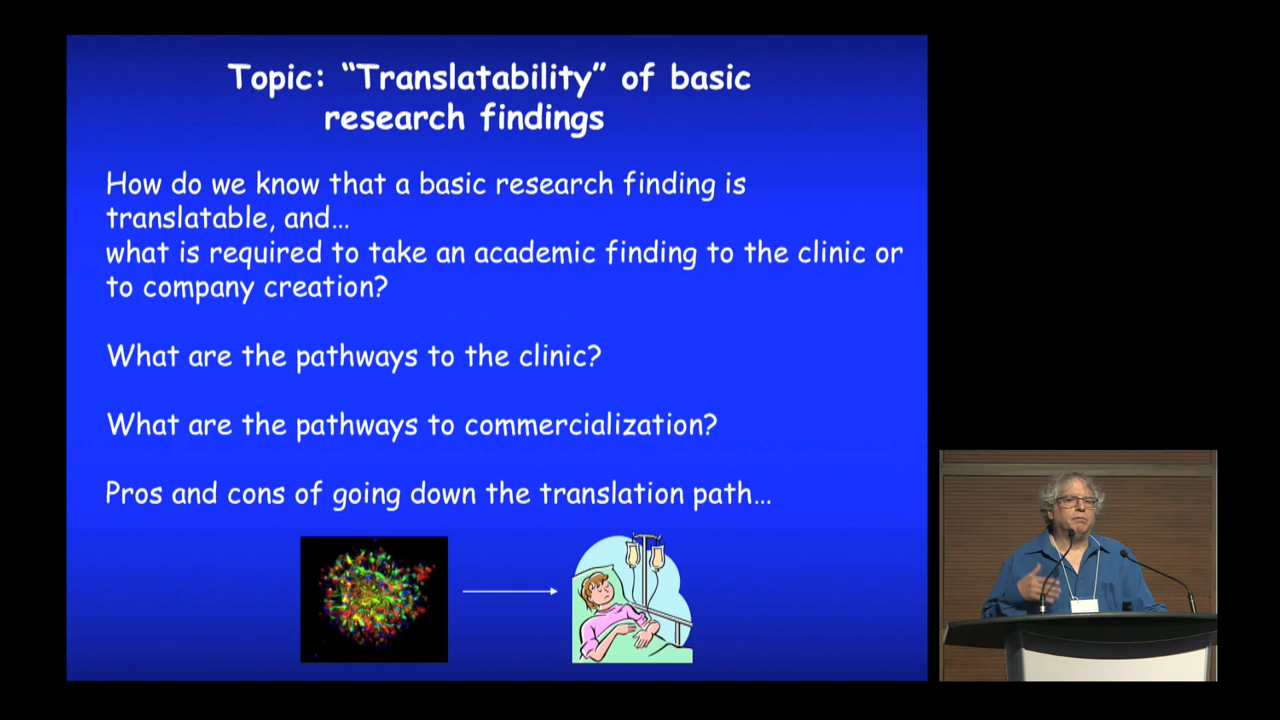 Topic: “Translatability” of basic
research findings
How do we know that a basic research finding is
translatable, and…
what is required to take an academic finding to the clinic or
to company creation?
What are the pathways to the clinic?
What are the pathways to commercialization?
Pros and cons of going down the translation path…